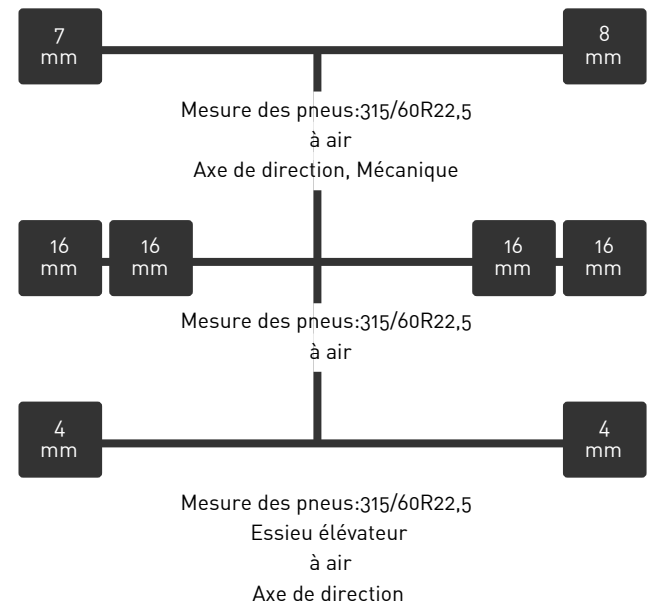 7 mm
8 mm
Mesure des pneus:315/60R22,5
à air
Axe de direction, Mécanique
16 mm
16 mm
16 mm
16 mm
Mesure des pneus:315/60R22,5
à air
4 mm
4 mm
Mesure des pneus:315/60R22,5
Essieu élévateur
à air
Axe de direction